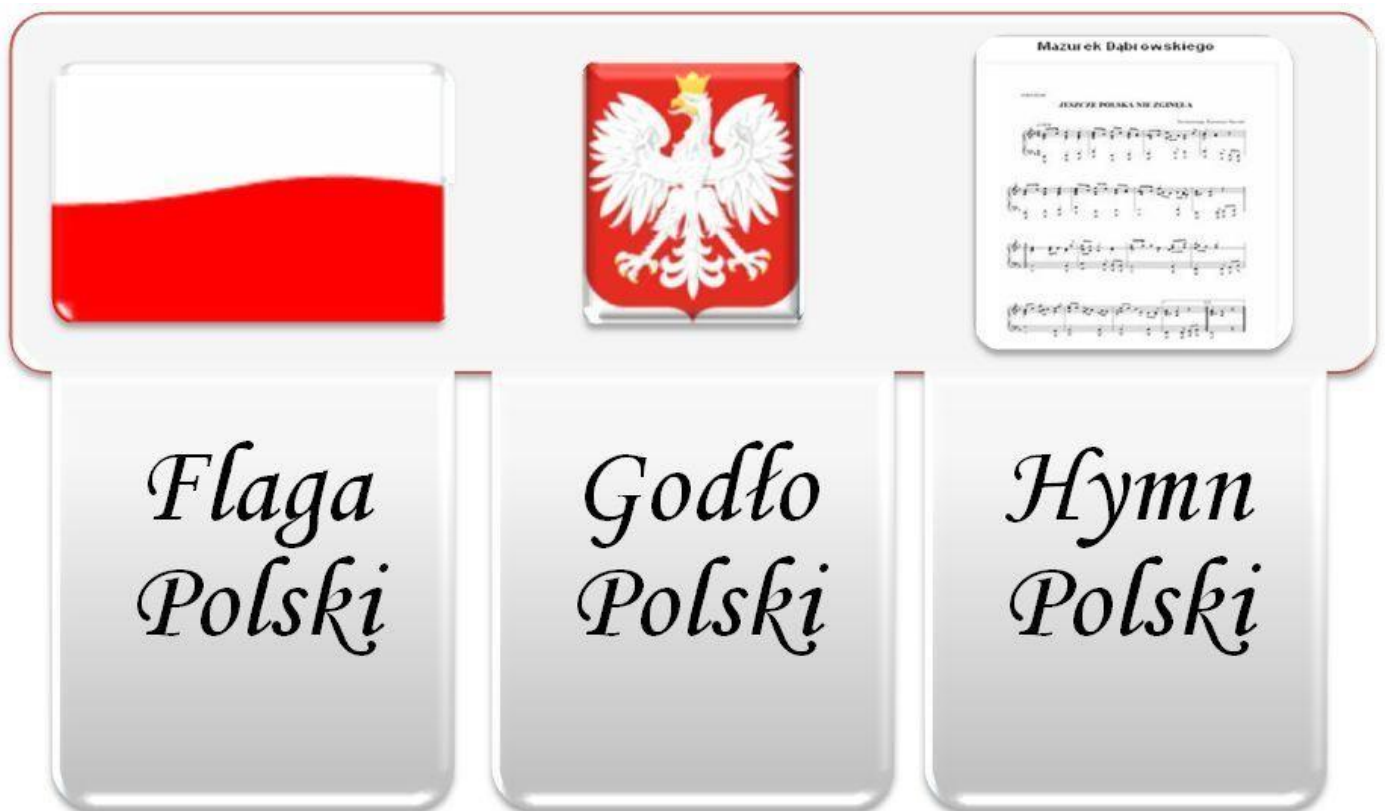 Mazurek Dąbrowskiego
JESZCZE POLSKA NIE ZGINĘŁA
Flaga
Polski
Godło
Polski
Hymn
Polski